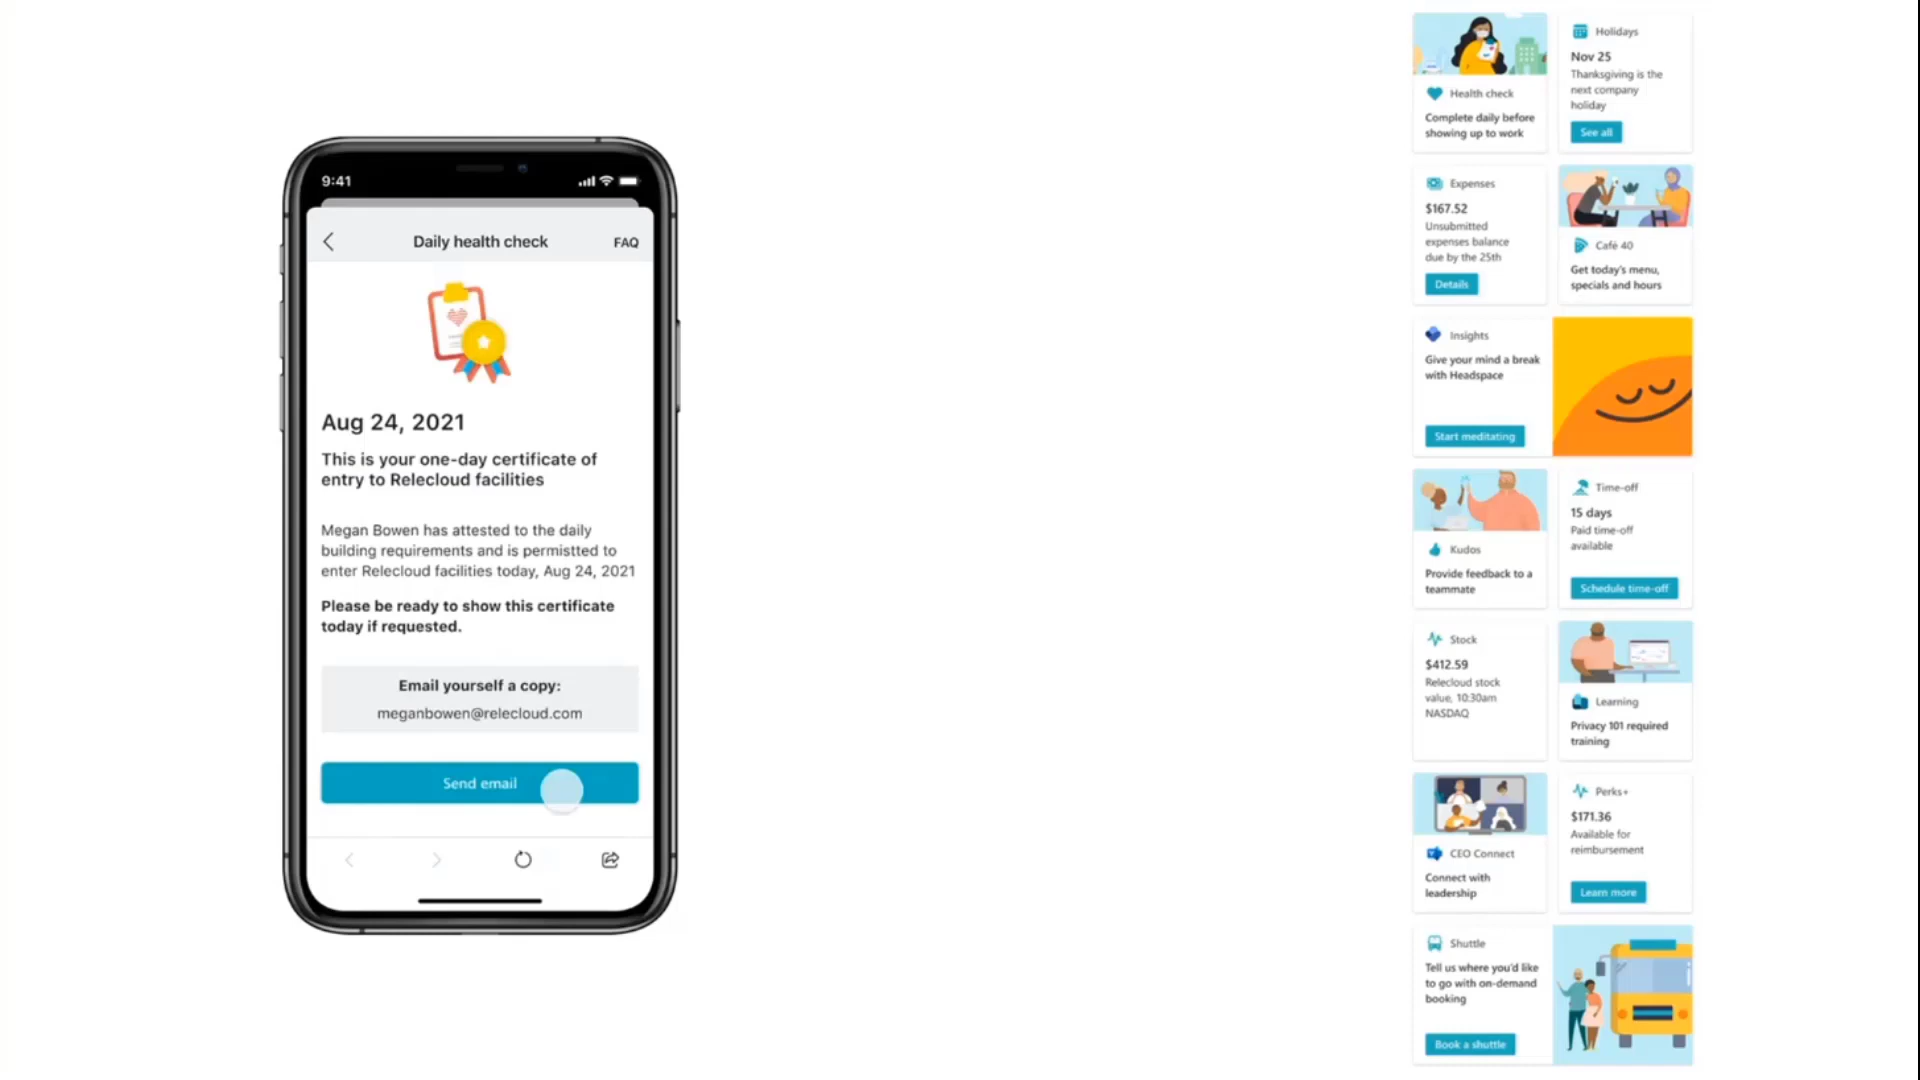 9:41
Daily health check
FAQ
Aug 24, 2021
This is your one-day certificate of
entry to Relecloud facilities
Megan Bowen has attested to the daily
building requirements and is permistted to
enter Relecloud facilities today, Aug 24, 2021
Please be ready to show this certificate
today if requested.
Email yourself a copy:
meganbowen@relecloud.com
Send email
Health check
Complete daily before
showing up to work
Holidays
Nov 25
Thanksgiving is the
next company
holiday
See all
Expenses
$167.52
Unsubmitted
expenses balance
due by the 25th
Details
Café 40
Get today's menu,
specials and hours
Insights
Give your mind a break
with Headspace
Start meditating
Kudos
Provide feedback to a
teammate
Time-off
15 days
Paid time-off
available
Schedule time-off
Stock
$412.59
Relecloud stock
value, 10:30am
NASDAQ
Learning
Privacy 101 required
training
CEO Connect
Connect with
leadership
Perks+
$171.36
Available for
reimbursement
Learn more
Shuttle
Tell us where you'd like
to go with on-demand
booking
Book a shuttle